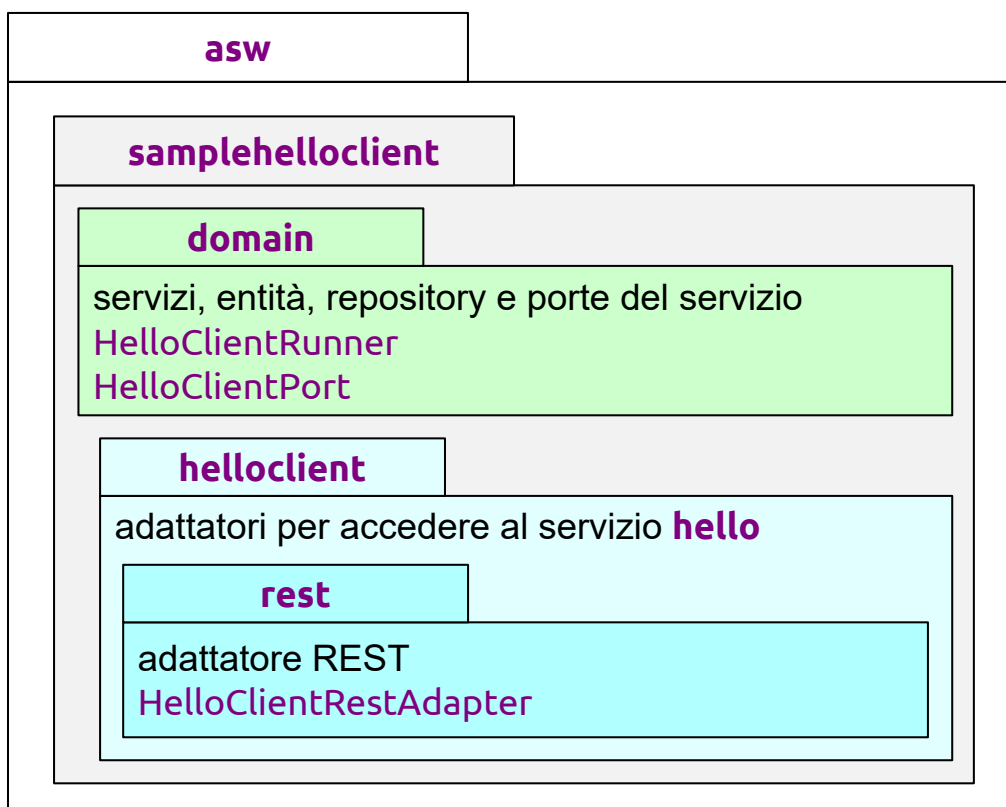 asw
samplehelloclient
domain
servizi, entità, repository e porte del servizio
HelloClientRunner
HelloClientPort
helloclient
adattatori per accedere al servizio hello
rest
adattatore REST
HelloClientRestAdapter